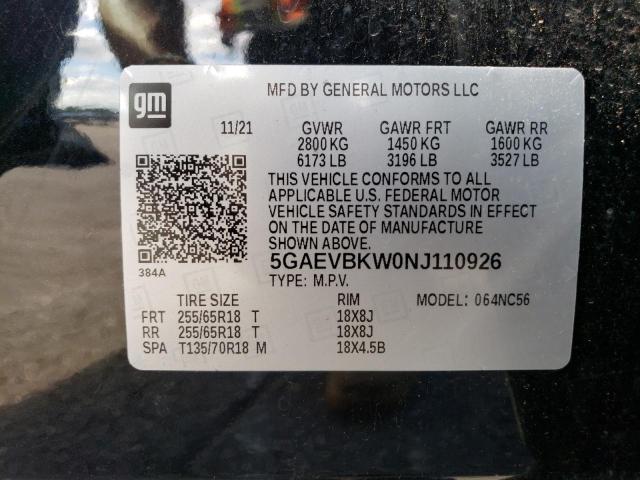 gm
MFD BY GENERAL MOTORS LLC
11/21 GVWR GAWR FRT GAWR RR
2800 KG 1450 KG 1600 KG
6173 LB 3196 LB 3527 LB
THIS VEHICLE CONFORMS TO ALL
APPLICABLE U.S. FEDERAL MOTOR
VEHICLE SAFETY STANDARDS IN EFFECT
ON THE DATE OF MANUFACTURE
SHOWN ABOVE.
384A
5GAEVBKW0NJ110926
TYPE: M.P.V.
TIRE SIZE RIM MODEL: 064NC56
FRT 255/65R18 T 18X8J
RR 255/65R18 T 18X8J
SPA T135/70R18 M 18X4.5B